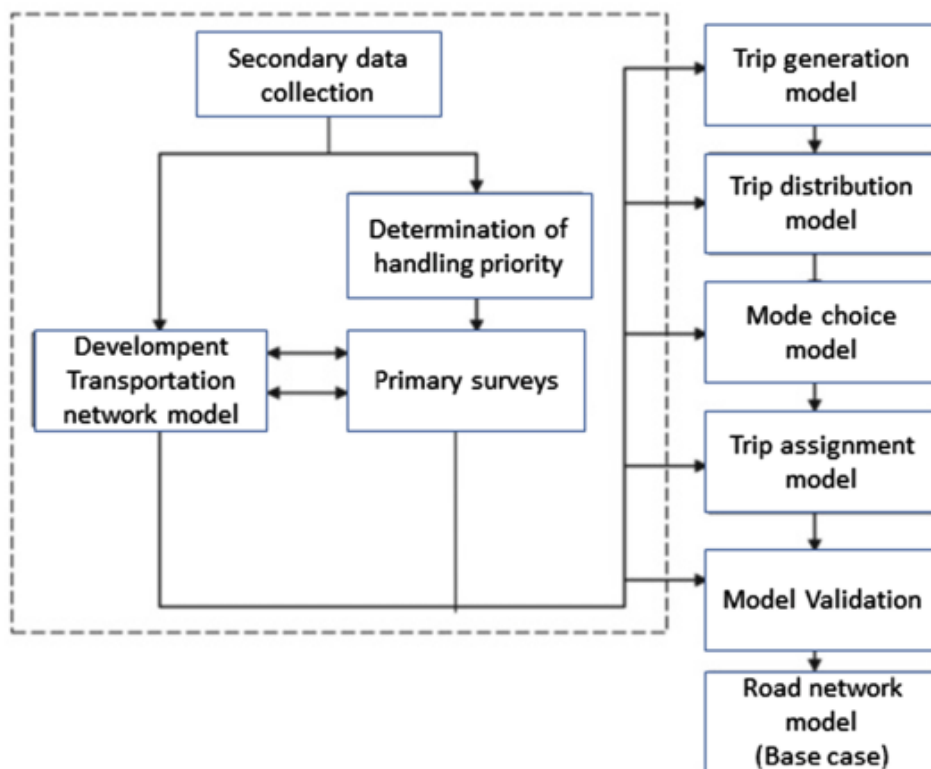 Secondary data
collection
Determination of
handling priority
Develompent
Transportation
network model
Primary surveys
Trip generation
model
Trip distribution
model
Mode choice
model
Trip assignment
model
Model Validation
Road network
model
(Base case)